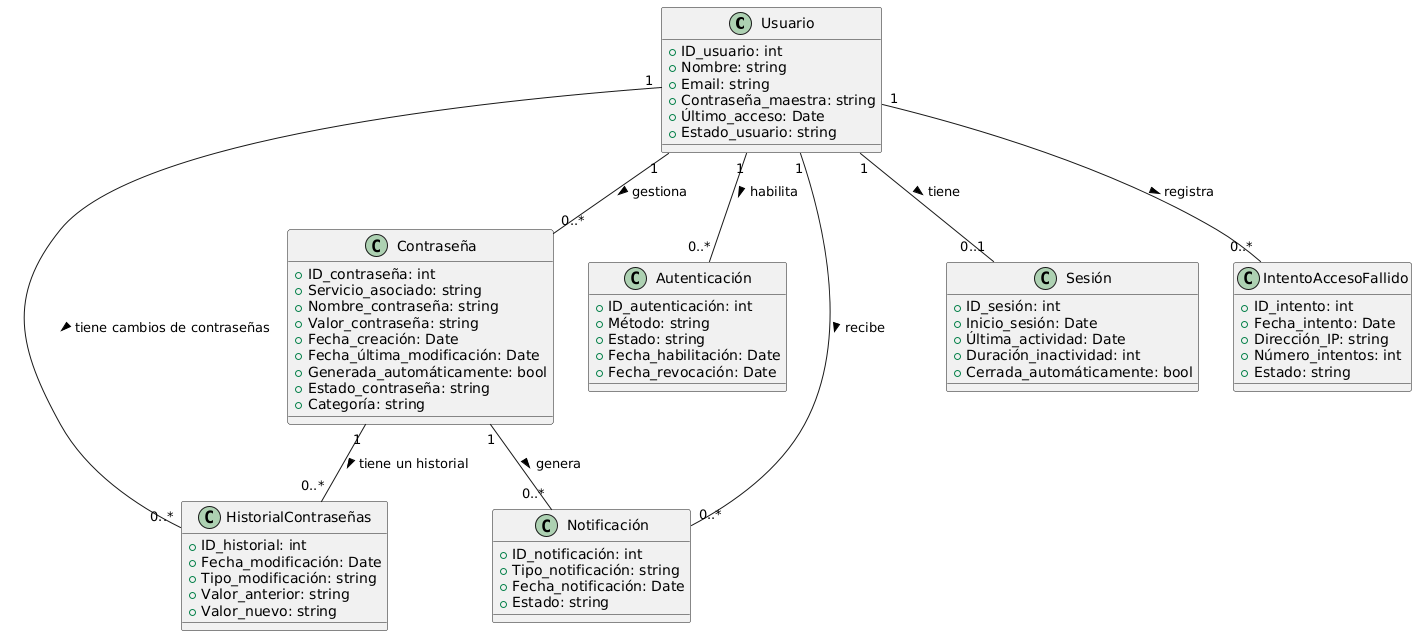 C Usuario
ID_usuario: int
Nombre: string
Email: string
Contraseña_maestra: string
Último_acceso: Date
Estado_usuario: string
1
1
1
1
1
1
gestiona
habilita
tiene
registra
0..*
0..*
0..1
0..*
C Contraseña
ID_contraseña: int
Servicio_asociado: string
Nombre_contraseña: string
Valor_contraseña: string
Fecha_creación: Date
Fecha_última_modificación: Date
Generada_automáticamente: bool
Estado_contraseña: string
Categoría: string
C Autenticación
ID_autenticación: int
Método: string
Estado: string
Fecha_habilitación: Date
Fecha_revocación: Date
C Sesión
ID_sesión: int
Inicio_sesión: Date
Última_actividad: Date
Duración_inactividad: int
Cerrada_automáticamente: bool
C IntentoAccesoFallido
ID_intento: int
Fecha_intento: Date
Dirección_IP: string
Número_intentos: int
Estado: string
tiene cambios de contraseñas
recibe
1
1
tiene un historial
genera
0..*
0..*
0..*
0..*
C HistorialContraseñas
ID_historial: int
Fecha_modificación: Date
Tipo_modificación: string
Valor_anterior: string
Valor_nuevo: string
C Notificación
ID_notificación: int
Tipo_notificación: string
Fecha_notificación: Date
Estado: string